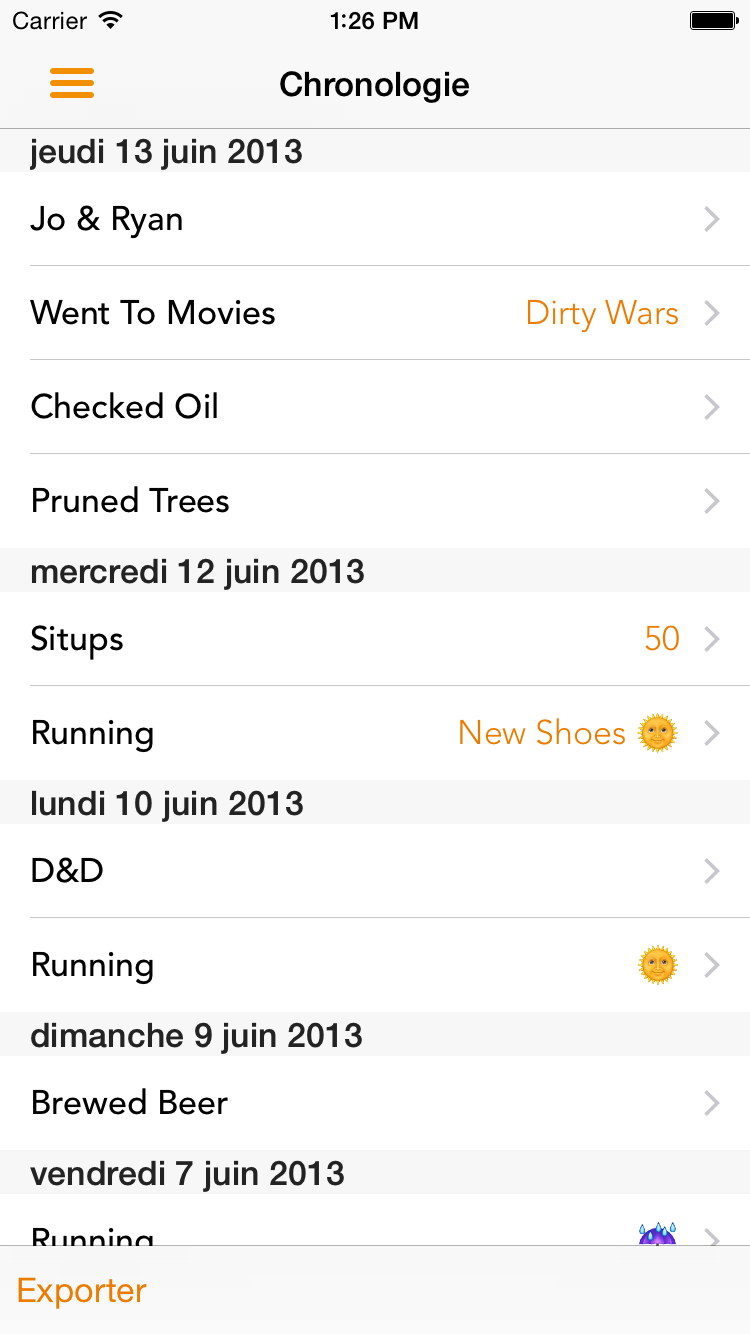 Carrier 1:26 PM
Chronologie
jeudi 13 juin 2013
Jo & Ryan
Went To Movies Dirty Wars
Checked Oil
Pruned Trees
mercredi 12 juin 2013
Situps 50
Running New Shoes 🌞
lundi 10 juin 2013
D&D
Running 🌞
dimanche 9 juin 2013
Brewed Beer
vendredi 7 juin 2013
Running ☔
Exporter